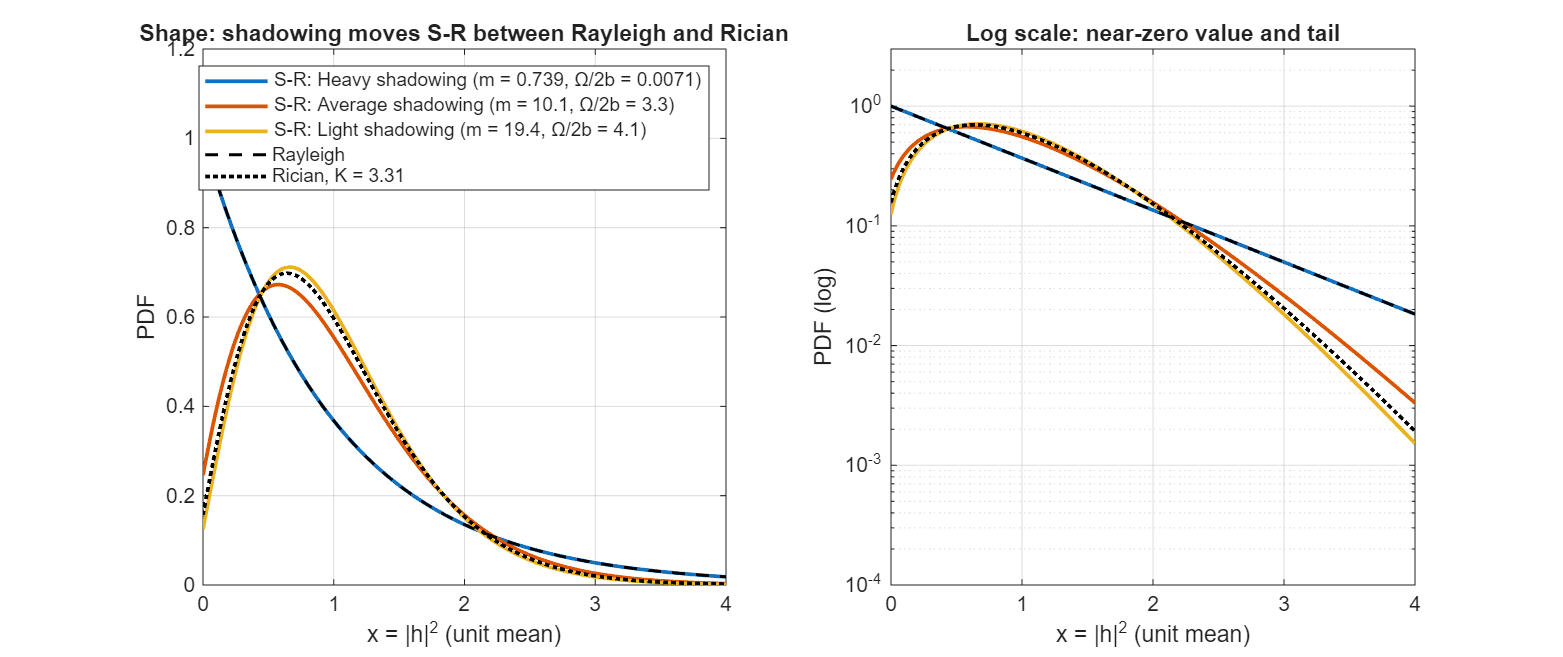 Shape: shadowing moves S-R between Rayleigh and Rician
1.2
1
0.8
0.6
0.4
0.2
0
PDF
S-R: Heavy shadowing (m = 0.739, Ω/2b = 0.0071)
S-R: Average shadowing (m = 10.1, Ω/2b = 3.3)
S-R: Light shadowing (m = 19.4, Ω/2b = 4.1)
Rayleigh
Rician, K = 3.31
0 1 2 3 4
x = |h|² (unit mean)
Log scale: near-zero value and tail
10⁰
10⁻¹
10⁻²
10⁻³
10⁻⁴
PDF (log)
0 1 2 3 4
x = |h|² (unit mean)